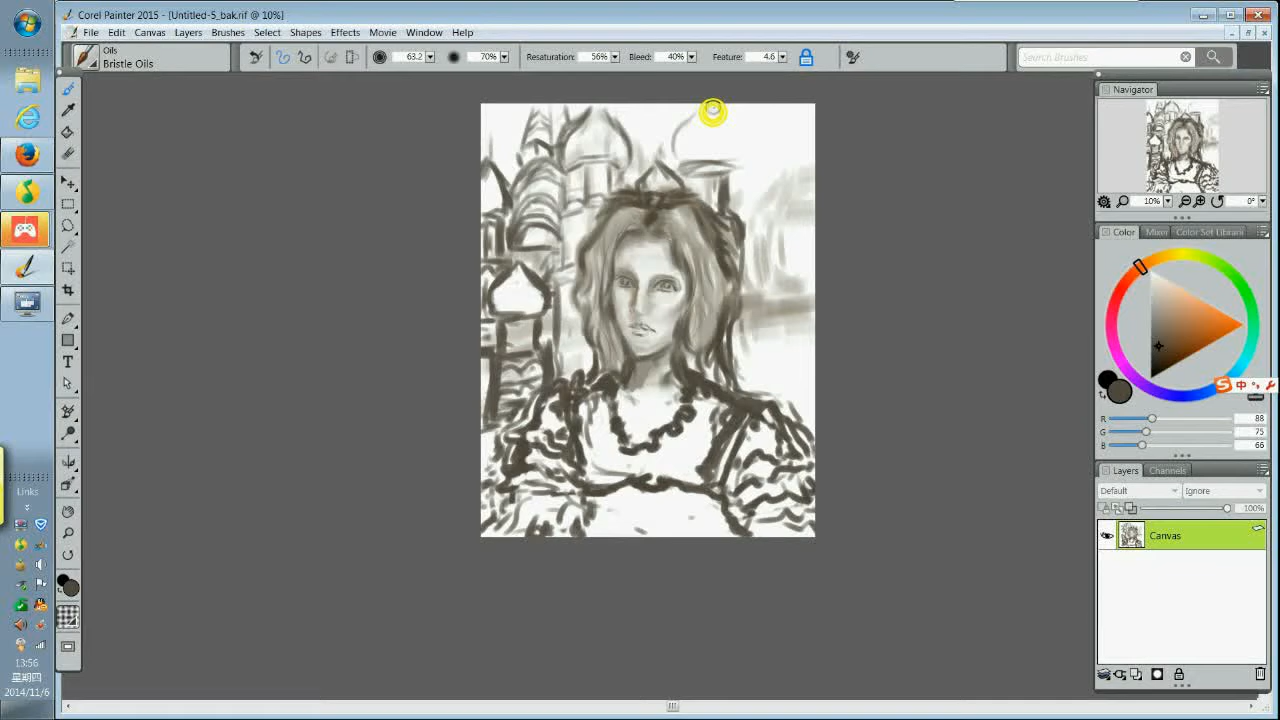 Corel Painter 2015 - [Untitled-5_bak.rif @ 10%]
File Edit Canvas Layers Brushes Select Shapes Effects Movie Window Help
Oils
Bristle Oils
63.2 70% Resaturation: 56% Bleed: 40% Feature: 4.6
Search Brushes
Navigator
10% 0°
Color Mixer Color Set Librari
S 中
R 88
G 75
B 66
Layers Channels
Default Ignore
100%
Canvas
T
Links
13:56
星期四
2014/11/6